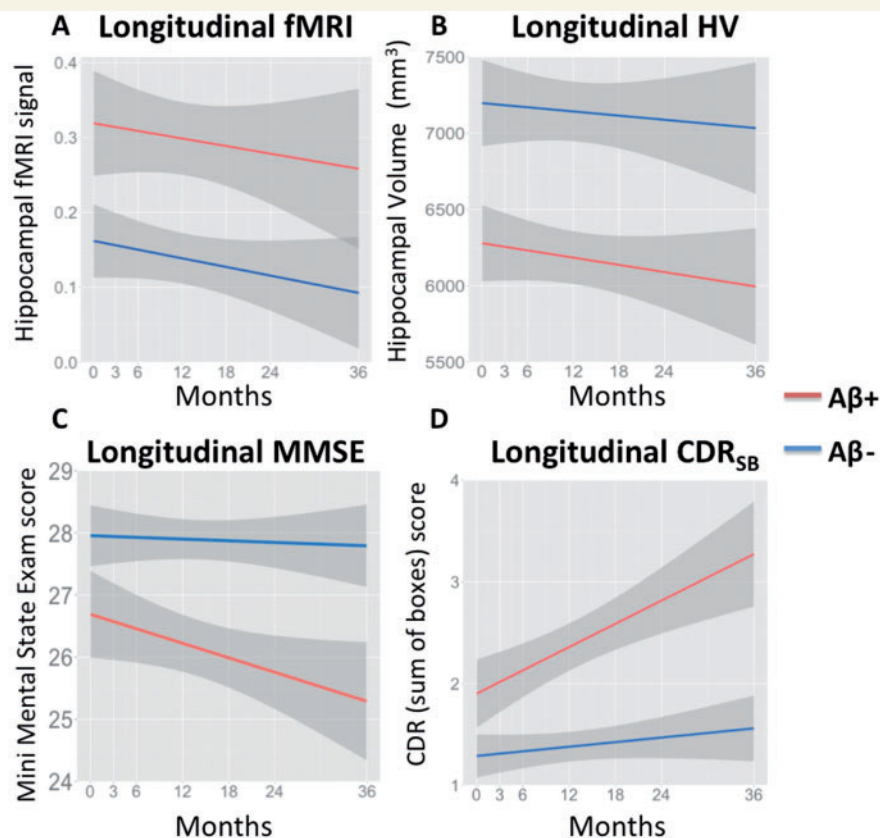 A Longitudinal fMRI
Hippocampal fMRI signal
0.4
0.3
0.2
0.1
0.0
0 3 6 12 18 24 36
Months
B Longitudinal HV
Hippocampal Volume (mm³)
7500
7000
6500
6000
5500
0 3 6 12 18 24 36
Months
Aβ+
Aβ-
C Longitudinal MMSE
Mini Mental State Exam score
29
28
27
26
25
24
0 3 6 12 18 24 36
Months
D Longitudinal CDR_SB
CDR (sum of boxes) score
4
3
2
1
0 3 6 12 18 24 36
Months